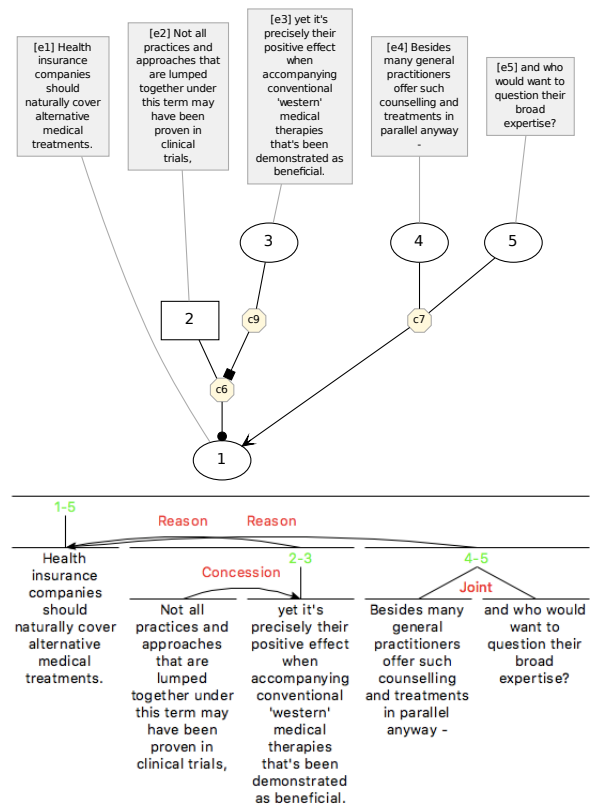 [e1] Health
insurance
companies
should
naturally cover
alternative
medical
treatments.
[e2] Not all
practices and
approaches that
are lumped
together under
this term may
have been
proven in
clinical
trials,
[e3] yet it's
precisely their
positive effect
when
accompanying
conventional
'western'
medical
therapies
that's been
demonstrated as
beneficial.
[e4] Besides
many general
practitioners
offer such
counselling and
treatments in
parallel anyway
-
[e5] and who
would want to
question their
broad
expertise?
3
4
5
2
c9
c7
c6
1
1-5
Reason
Reason
2-3
4-5
Concession
Joint
Health
insurance
companies
should
naturally cover
alternative
medical
treatments.
Not all
practices and
approaches
that are
lumped
together under
this term may
have been
proven in
clinical trials,
yet it's
precisely their
positive effect
when
accompanying
conventional
'western'
medical
therapies
that's been
demonstrated
as beneficial.
Besides many
general
practitioners
offer such
counselling
and treatments
in parallel
anyway -
and who would
want to
question their
broad
expertise?